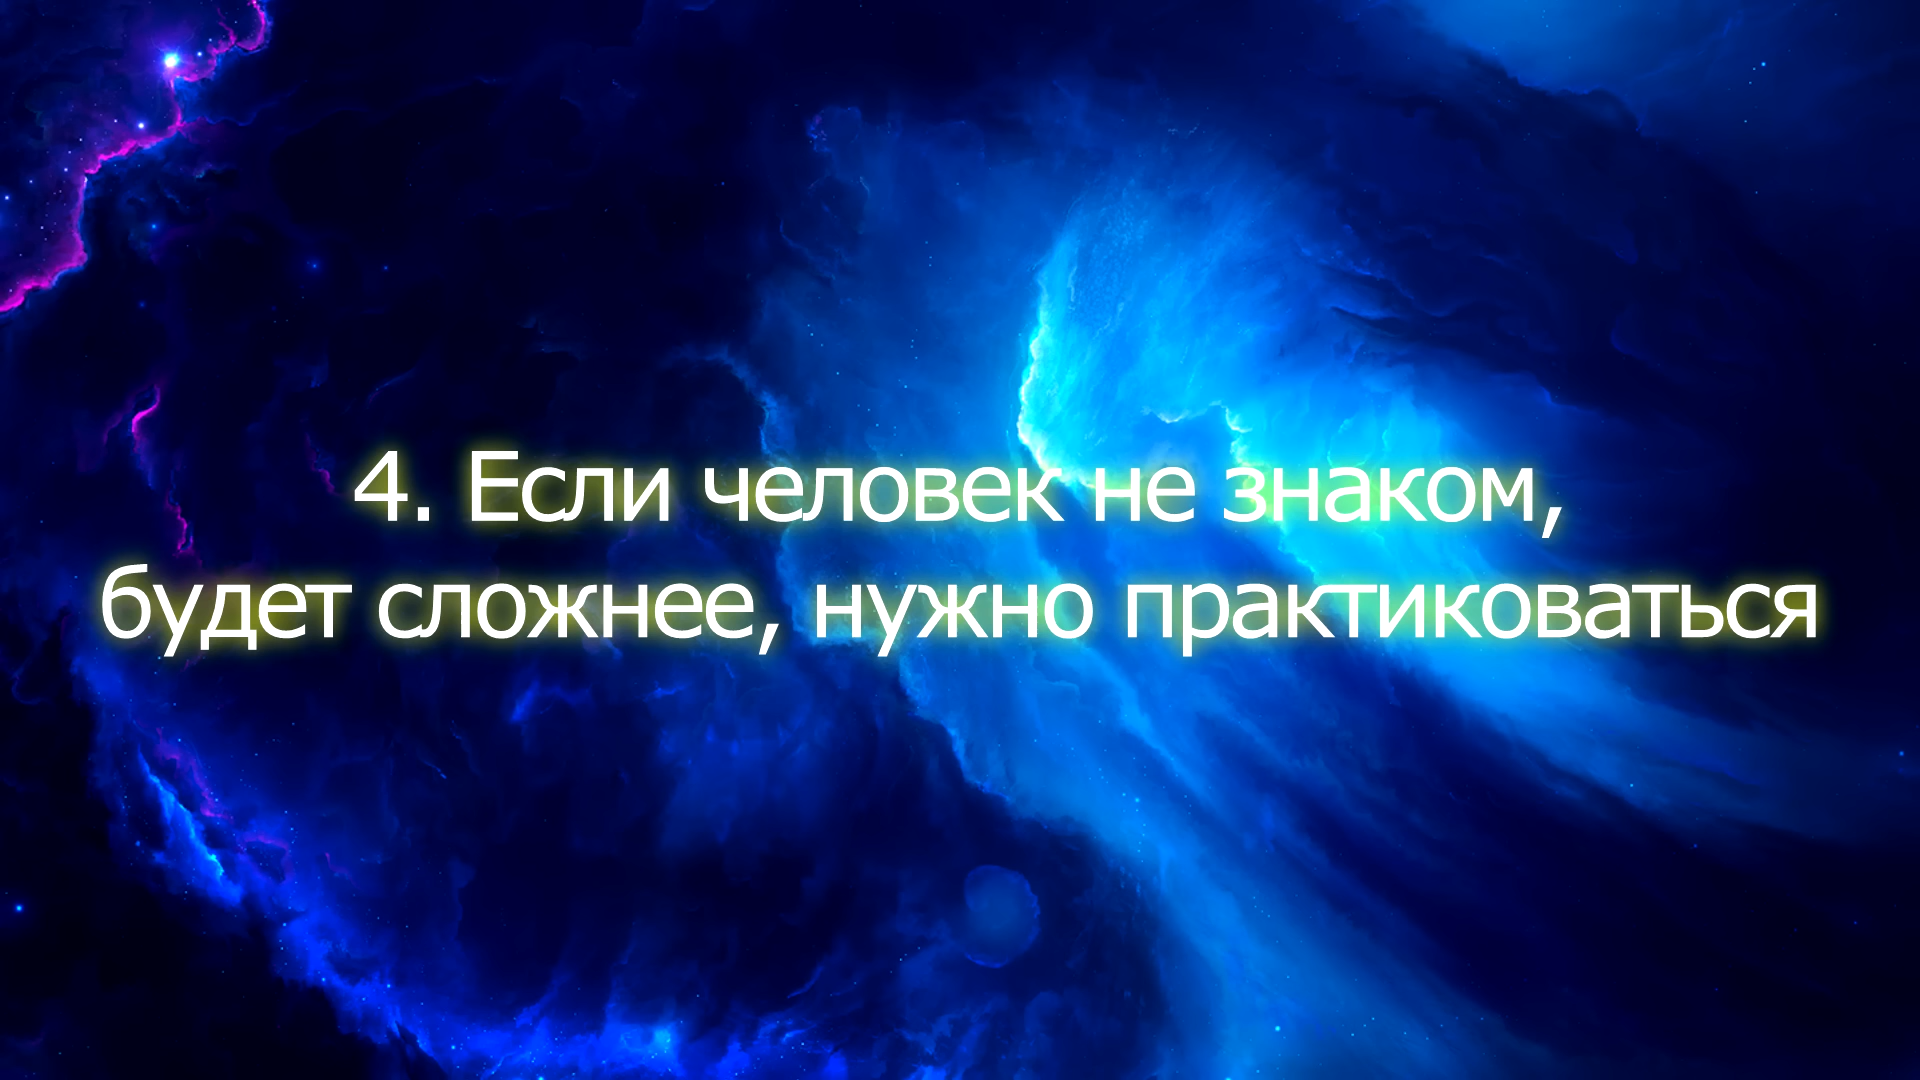 4. Если человек не знаком,
будет сложнее, нужно практиковаться